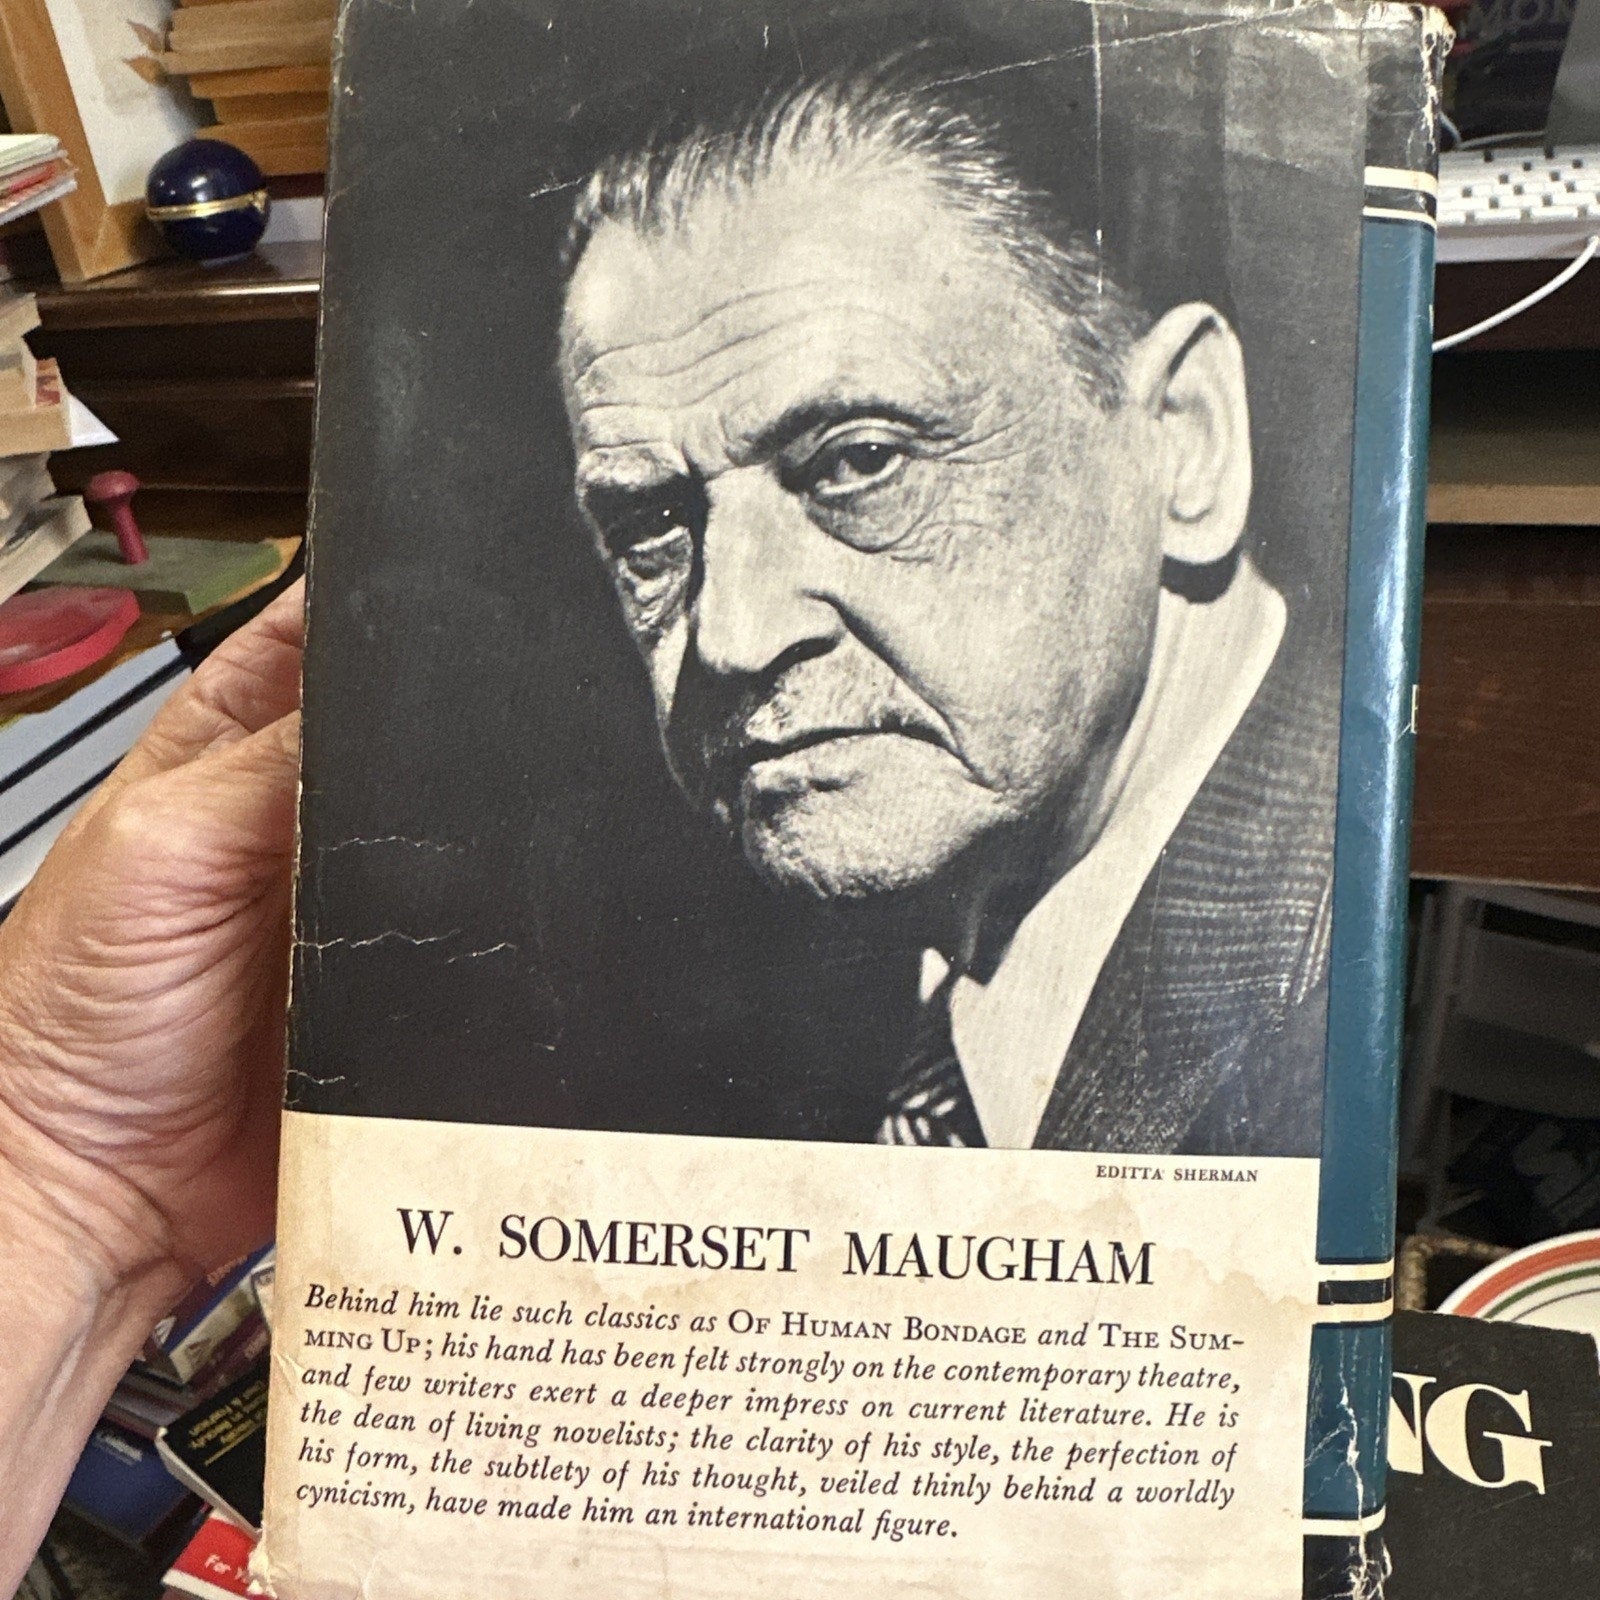 EDITTA SHERMAN
W. SOMERSET MAUGHAM
Behind him lie such classics as OF HUMAN BONDAGE and THE SUM-
MING UP; his hand has been felt strongly on the contemporary theatre,
and few writers exert a deeper impress on current literature. He is
the dean of living novelists; the clarity of his style, the perfection of
his form, the subtlety of his thought, veiled thinly behind a worldly
cynicism, have made him an international figure.
NG
For